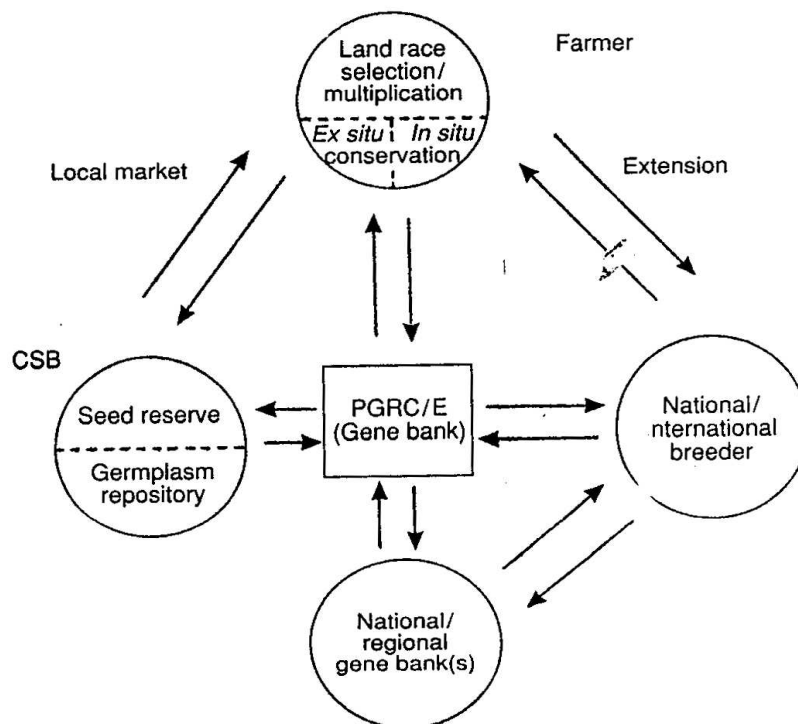 Land race
selection/
multiplication
Ex situ In situ
conservation
Farmer
Local market
Extension
CSB
Seed reserve
Germplasm
repository
PGRC/E
(Gene bank)
National/
nternational
breeder
National/
regional
gene bank(s)